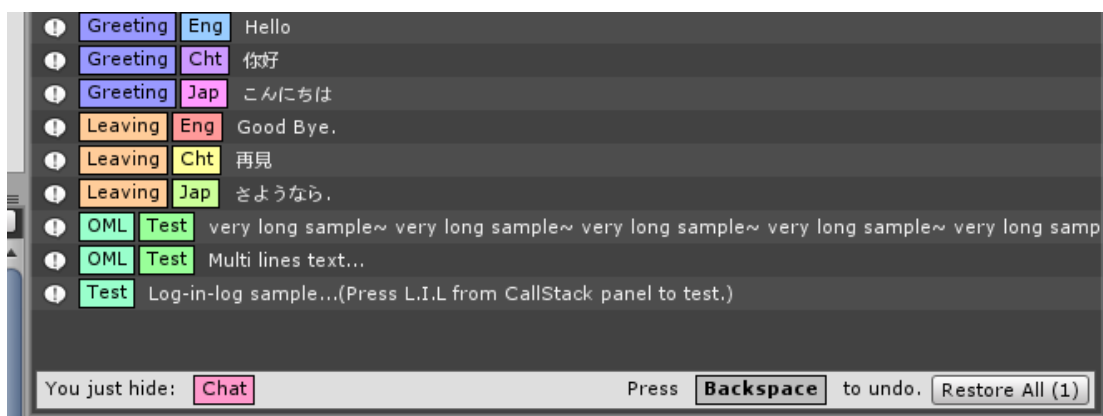 Greeting Eng Hello
Greeting Cht 你好
Greeting Jap こんにちは
Leaving Eng Good Bye.
Leaving Cht 再見
Leaving Jap さようなら.
OML Test very long sample~ very long sample~ very long sample~ very long sample~ very long samp
OML Test Multi lines text...
Test Log-in-log sample...(Press L.I.L from CallStack panel to test.)
You just hide: Chat Press Backspace to undo. Restore All (1)